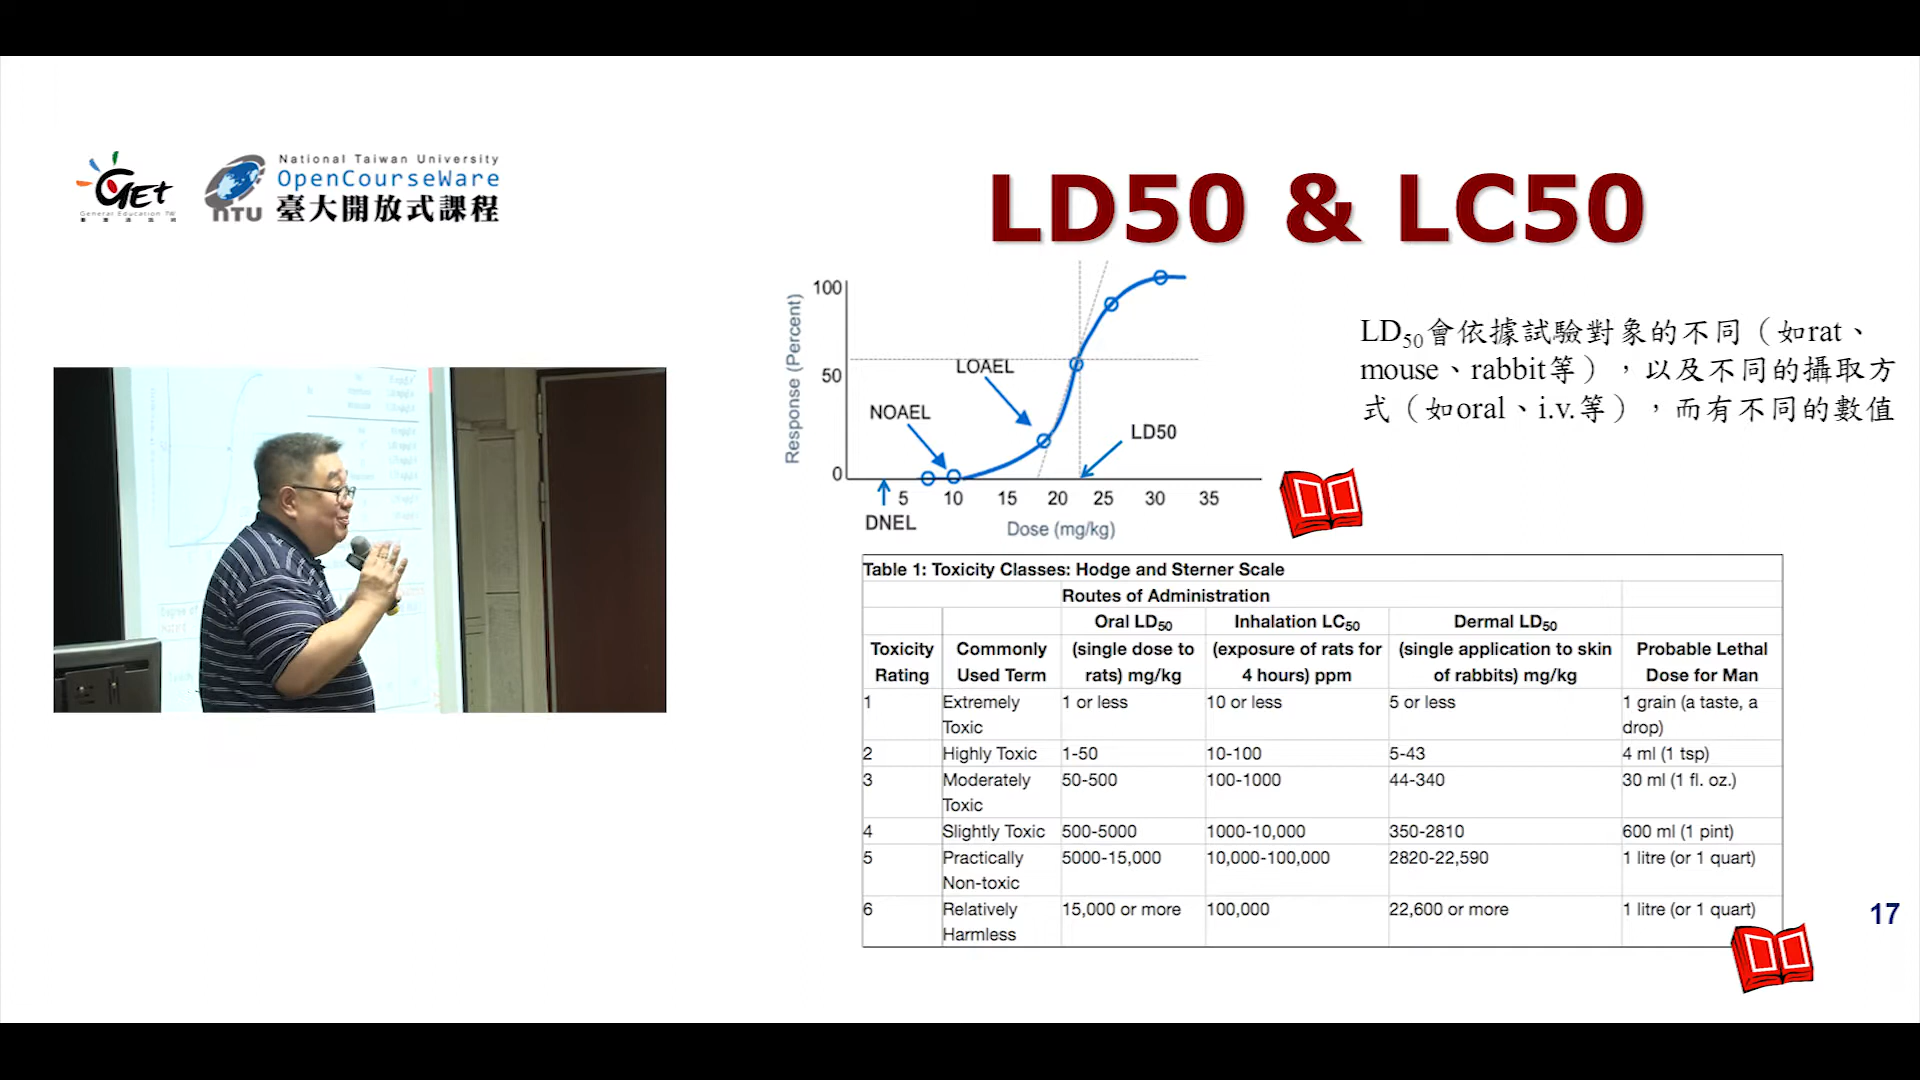 GEt
General Education TW
National Taiwan University
OpenCourseWare
NTU
臺大開放式課程
LD50 & LC50
Response (Percent)
100
50
0
LOAEL
NOAEL
LD50
5 10 15 20 25 30 35
DNEL
Dose (mg/kg)
LD50會依據試驗對象的不同（如rat、
mouse、rabbit等），以及不同的攝取方
式（如oral、i.v.等），而有不同的數值
Table 1: Toxicity Classes: Hodge and Sterner Scale
Routes of Administration
Oral LD50 Inhalation LC50 Dermal LD50
Toxicity Commonly (single dose to (exposure of rats for (single application to skin Probable Lethal
Rating Used Term rats) mg/kg 4 hours) ppm of rabbits) mg/kg Dose for Man
1 Extremely 1 or less 10 or less 5 or less 1 grain (a taste, a
Toxic drop)
2 Highly Toxic 1-50 10-100 5-43 4 ml (1 tsp)
3 Moderately 50-500 100-1000 44-340 30 ml (1 fl. oz.)
Toxic
4 Slightly Toxic 500-5000 1000-10,000 350-2810 600 ml (1 pint)
5 Practically 5000-15,000 10,000-100,000 2820-22,590 1 litre (or 1 quart)
Non-toxic
6 Relatively 15,000 or more 100,000 22,600 or more 1 litre (or 1 quart)
Harmless
17